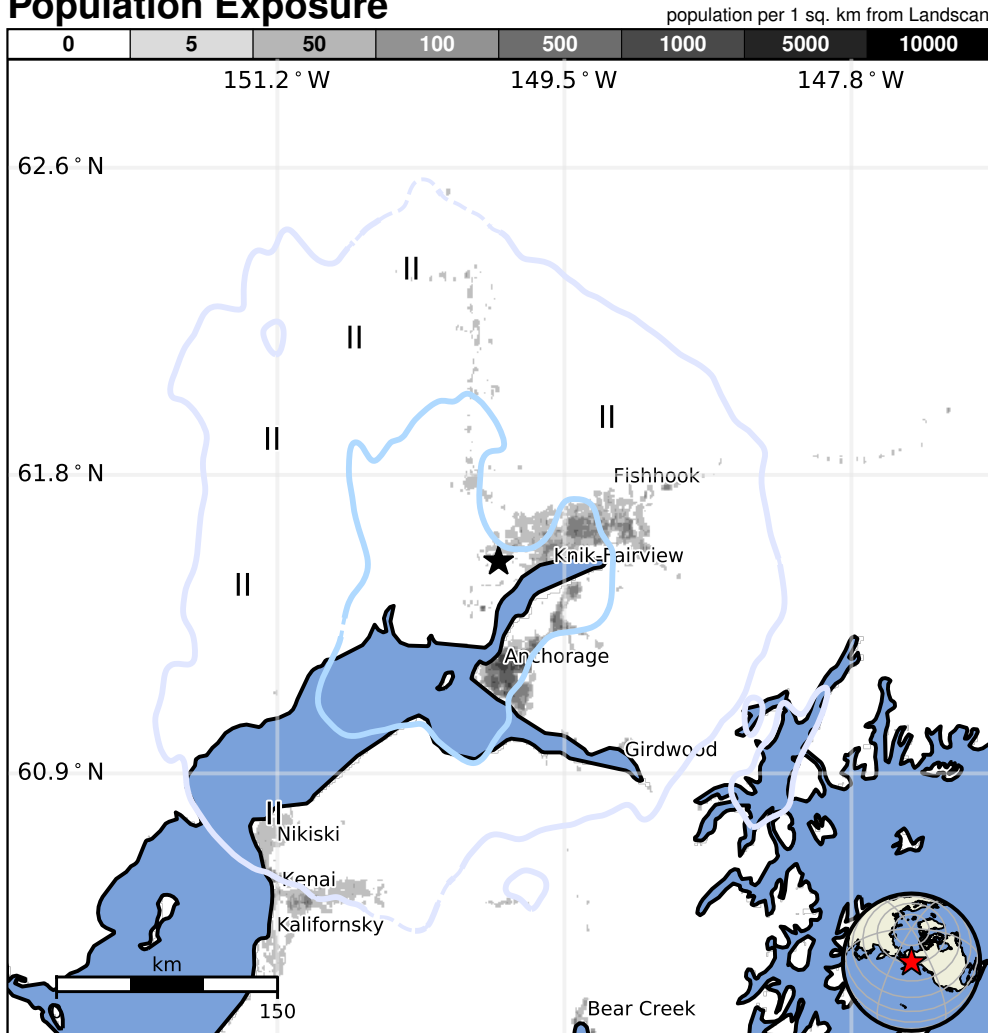 Population Exposure
population per 1 sq. km from Landscan
0 5 50 100 500 1000 5000 10000
151.2°W 149.5°W 147.8°W
62.6°N
II
II
II
II
61.8°N
Fishhook
Knik-Fairview
II
Anchorage
Girdwood
60.9°N
II
Nikiski
Kenai
Kalifornsky
km
150
Bear Creek